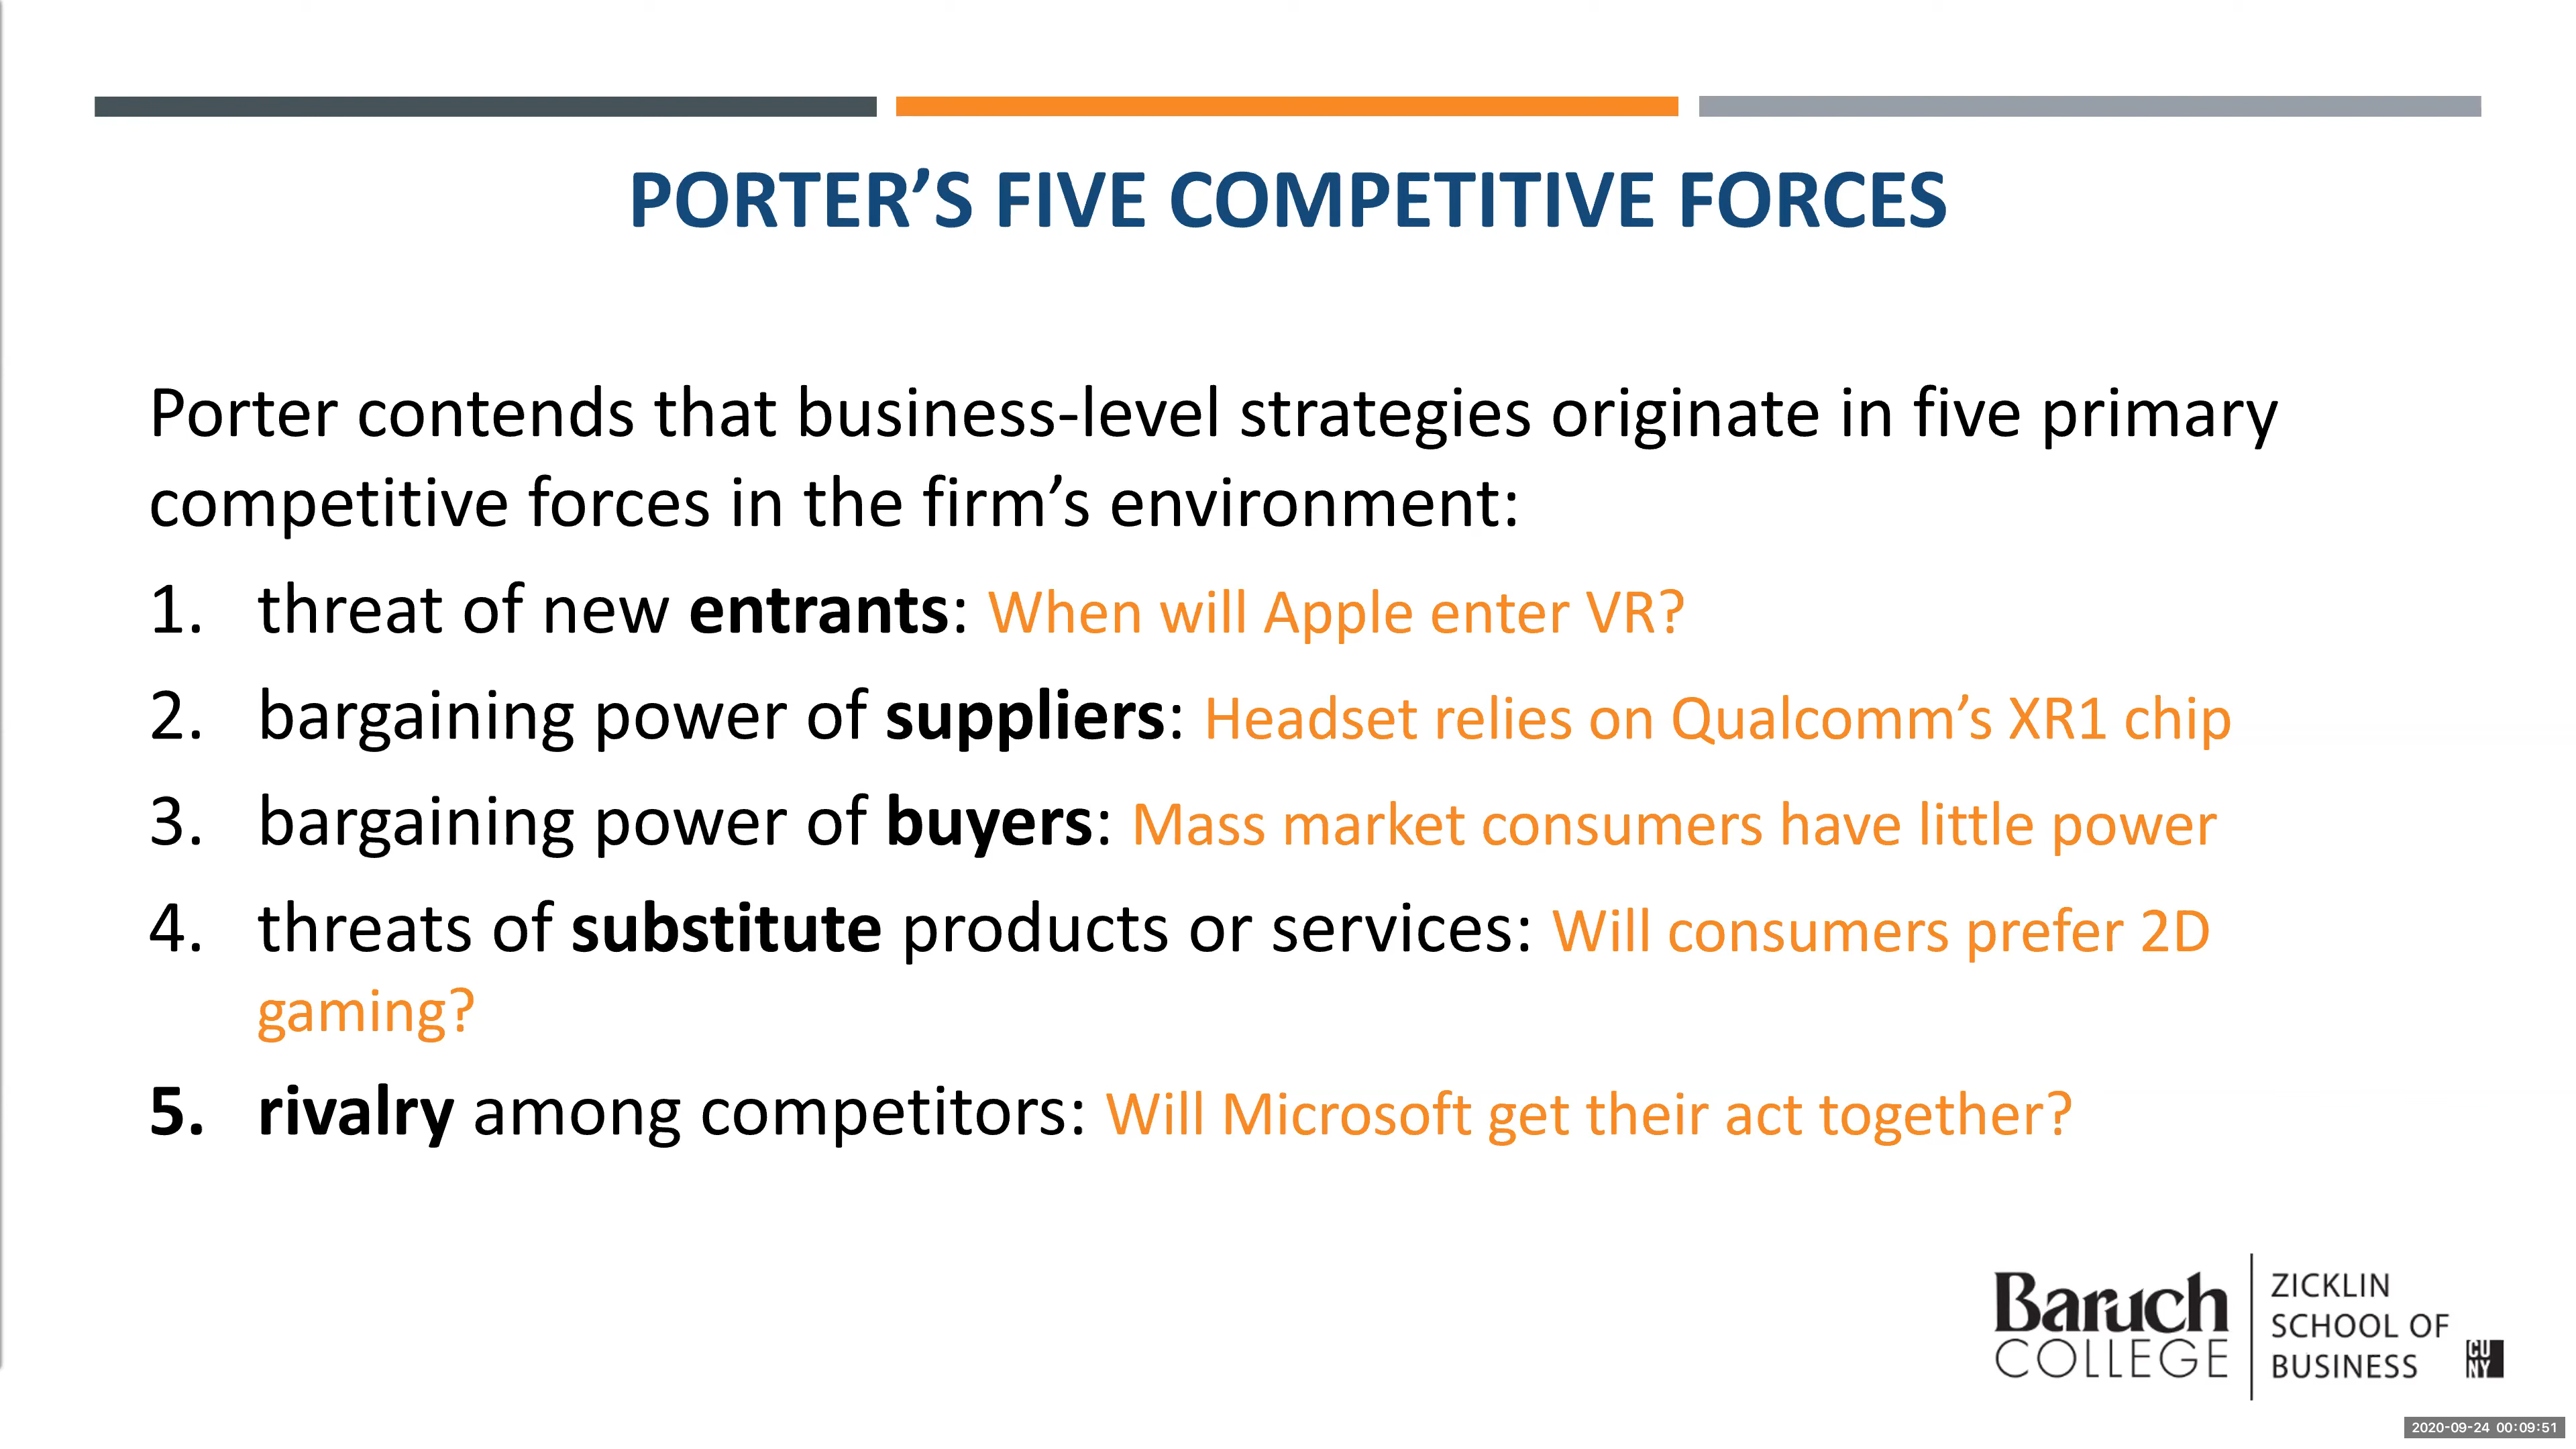 PORTER’S FIVE COMPETITIVE FORCES
Porter contends that business-level strategies originate in five primary
competitive forces in the firm’s environment:
1. threat of new entrants: When will Apple enter VR?
2. bargaining power of suppliers: Headset relies on Qualcomm’s XR1 chip
3. bargaining power of buyers: Mass market consumers have little power
4. threats of substitute products or services: Will consumers prefer 2D
gaming?
5. rivalry among competitors: Will Microsoft get their act together?
Baruch
COLLEGE
ZICKLIN
SCHOOL OF
BUSINESS
CU
NY
2020-09-24 00:09:51